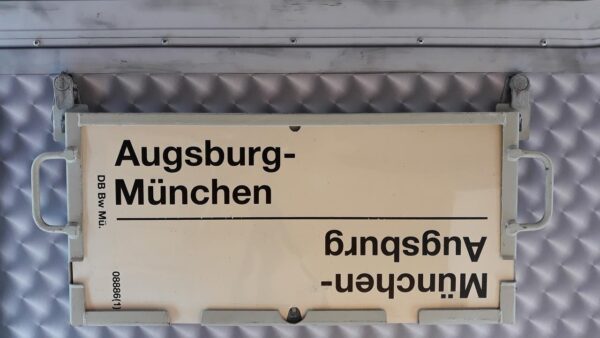 Augsburg-
München
München-
Augsburg
DB Bw Mü.
08886(1)